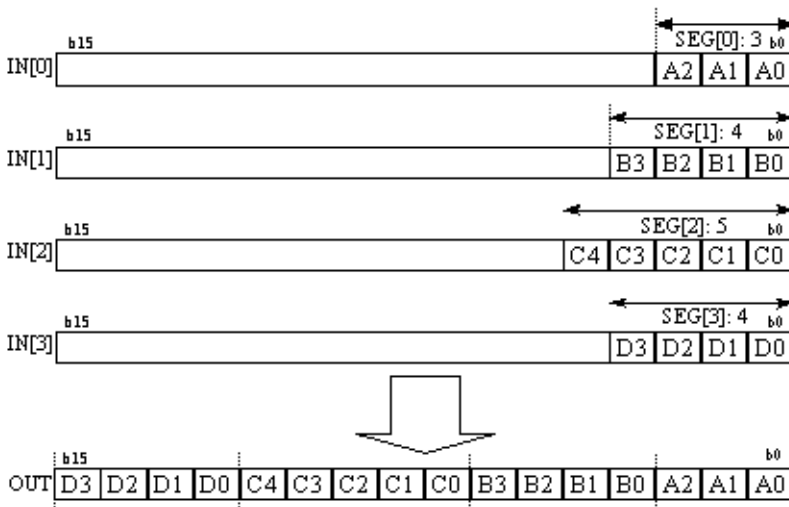 b15 SEG[0]: 3 b0
IN[0] A2 A1 A0
b15 SEG[1]: 4 b0
IN[1] B3 B2 B1 B0
b15 SEG[2]: 5 b0
IN[2] C4 C3 C2 C1 C0
b15 SEG[3]: 4 b0
IN[3] D3 D2 D1 D0
b15 b0
OUT D3 D2 D1 D0 C4 C3 C2 C1 C0 B3 B2 B1 B0 A2 A1 A0